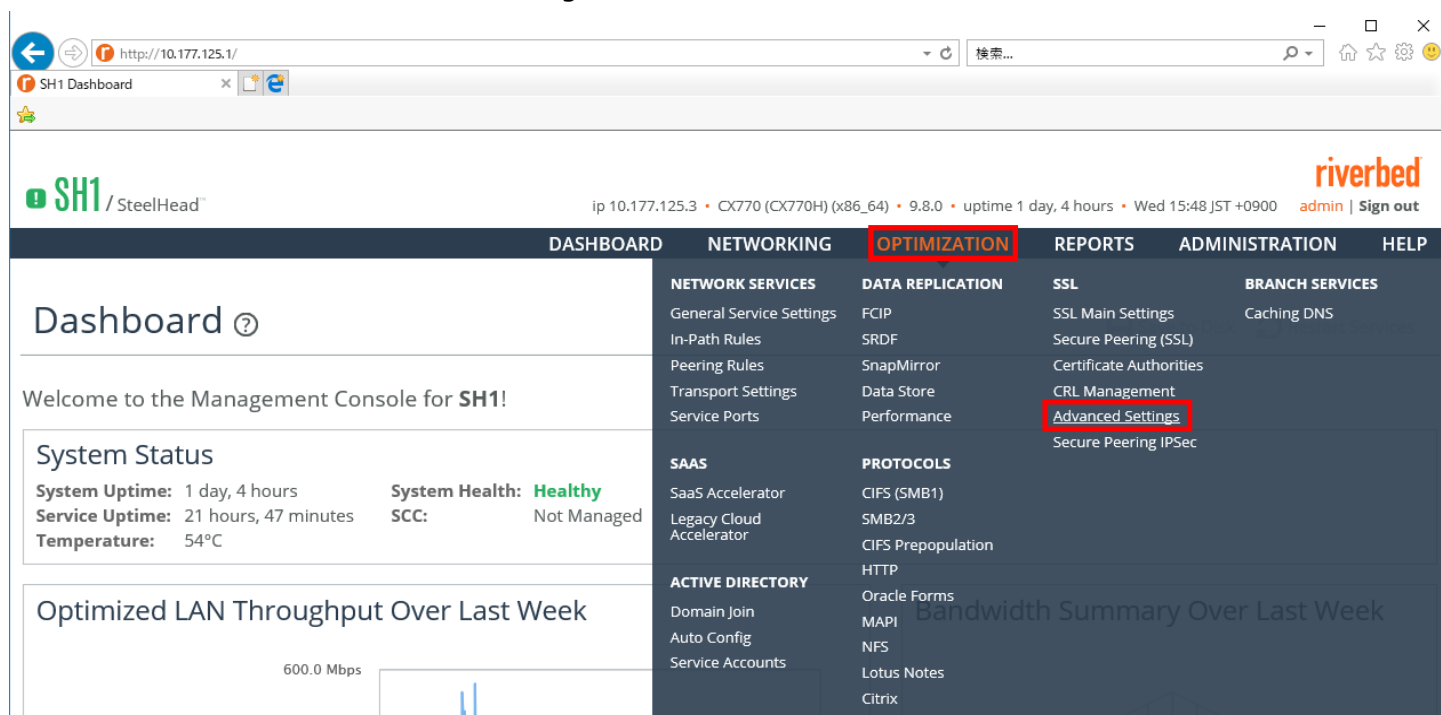 http://10.177.125.1/
検索...
SH1 Dashboard
riverbed
SH1 / SteelHead™
ip 10.177.125.3 • CX770 (CX770H) (x86_64) • 9.8.0 • uptime 1 day, 4 hours • Wed 15:48 JST +0900 admin | Sign out
DASHBOARD NETWORKING OPTIMIZATION REPORTS ADMINISTRATION HELP
Dashboard ?
Welcome to the Management Console for SH1!
System Status
System Uptime: 1 day, 4 hours System Health: Healthy
Service Uptime: 21 hours, 47 minutes SCC: Not Managed
Temperature: 54°C
Optimized LAN Throughput Over Last Week
600.0 Mbps
NETWORK SERVICES
General Service Settings
In-Path Rules
Peering Rules
Transport Settings
Service Ports
SAAS
SaaS Accelerator
Legacy Cloud
Accelerator
ACTIVE DIRECTORY
Domain Join
Auto Config
Service Accounts
DATA REPLICATION
FCIP
SRDF
SnapMirror
Data Store
Performance
PROTOCOLS
CIFS (SMB1)
SMB2/3
CIFS Prepopulation
HTTP
Oracle Forms
MAPI
NFS
Lotus Notes
Citrix
SSL
SSL Main Settings
Secure Peering (SSL)
Certificate Authorities
CRL Management
Advanced Settings
Secure Peering IPSec
BRANCH SERVICES
Caching DNS
Bandwidth Summary Over Last Week